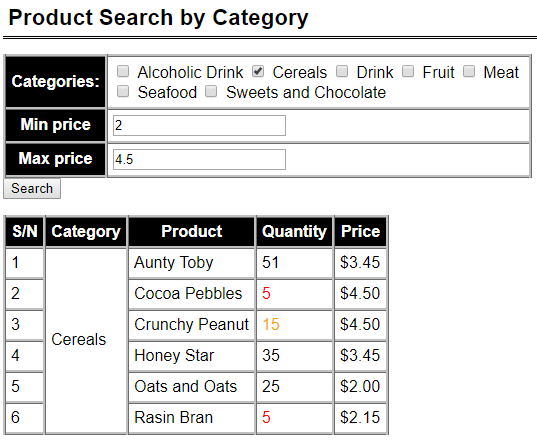 Product Search by Category
Categories: Alcoholic Drink Cereals Drink Fruit Meat
Seafood Sweets and Chocolate
Min price 2
Max price 4.5
Search
S/N Category Product Quantity Price
1 Cereals Aunty Toby 51 $3.45
2 Cocoa Pebbles 5 $4.50
3 Crunchy Peanut 15 $4.50
4 Honey Star 35 $3.45
5 Oats and Oats 25 $2.00
6 Rasin Bran 5 $2.15